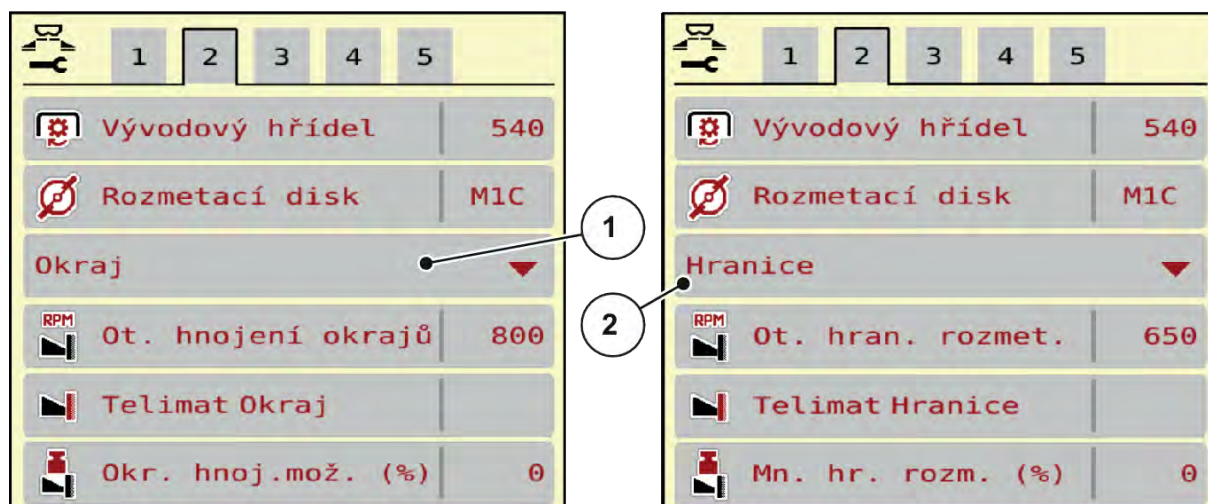 1 2 3 4 5
Vývodový hřídel 540
Rozmetací disk M1C
Okraj
RPM Ot. hnojení okrajů 800
Telimat Okraj
Okr. hnoj.mož. (%) 0
1
2
1 2 3 4 5
Vývodový hřídel 540
Rozmetací disk M1C
Hranice
RPM Ot. hran. rozmet. 650
Telimat Hranice
Mn. hr. rozm. (%) 0